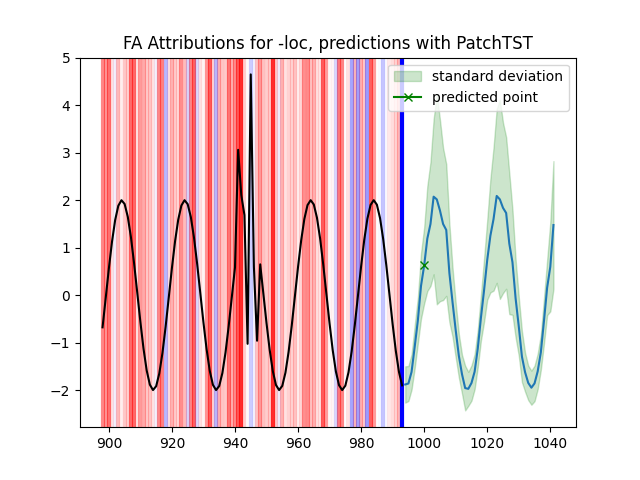 FA Attributions for -loc, predictions with PatchTST
standard deviation
predicted point
5
4
3
2
1
0
−1
−2
900 920 940 960 980 1000 1020 1040